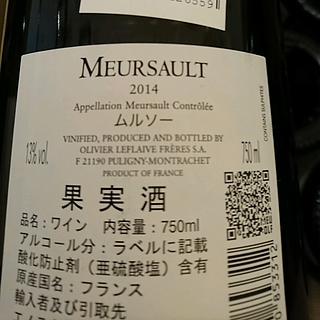 MEURSAULT
2014
Appellation Meursault Contrôlée
ムルソー
VINIFIED, PRODUCED AND BOTTLED BY
OLIVIER LEFLAIVE FRÈRES S.A.
F 21190 PULIGNY-MONTRACHET
PRODUCT OF FRANCE
13% vol.
750 ml
CONTAINS SULPHITES
果実酒
品名：ワイン 内容量：750ml
アルコール分：ラベルに記載
酸化防止剤（亜硫酸塩）含有
原産国名：フランス
輸入者及び引取先